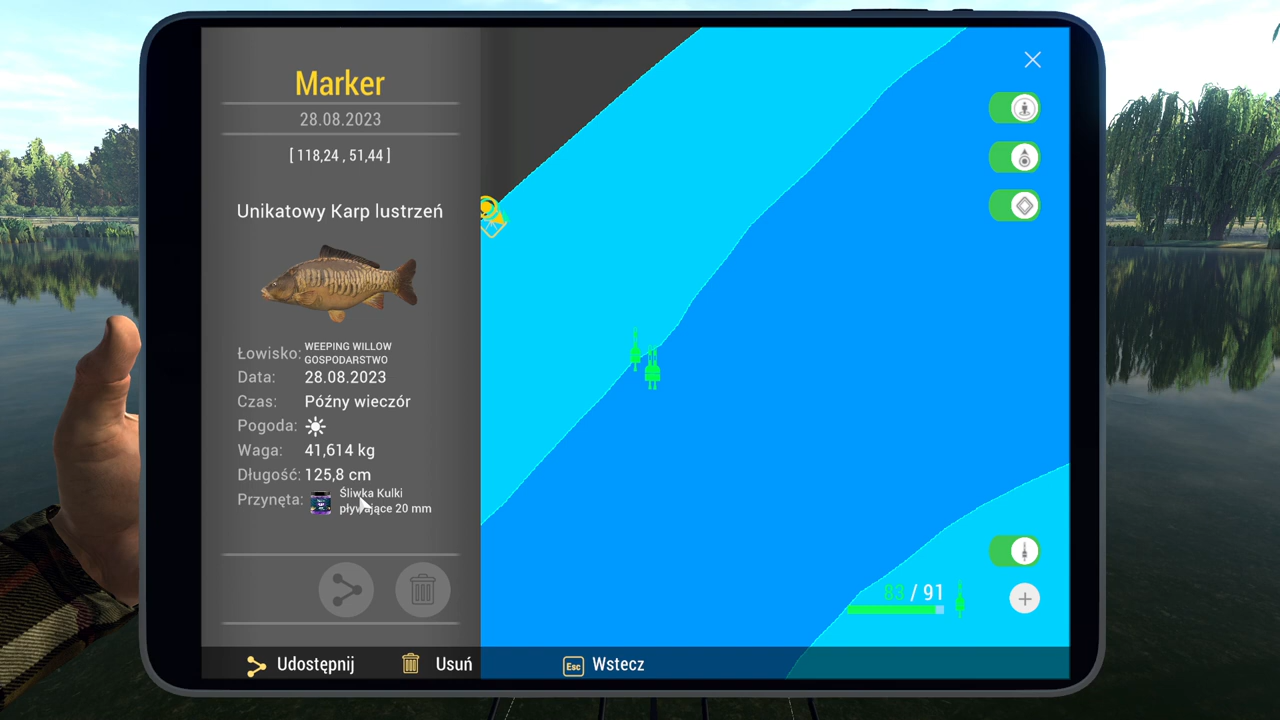 Marker
28.08.2023
[ 118,24 , 51,44 ]
Unikatowy Karp lustrzeń
Łowisko: WEEPING WILLOW
GOSPODARSTWO
Data: 28.08.2023
Czas: Późny wieczór
Pogoda:
Waga: 41,614 kg
Długość: 125,8 cm
Przynęta: Śliwka Kulki
pływające 20 mm
83 / 91
Udostępnij Usuń Esc Wstecz